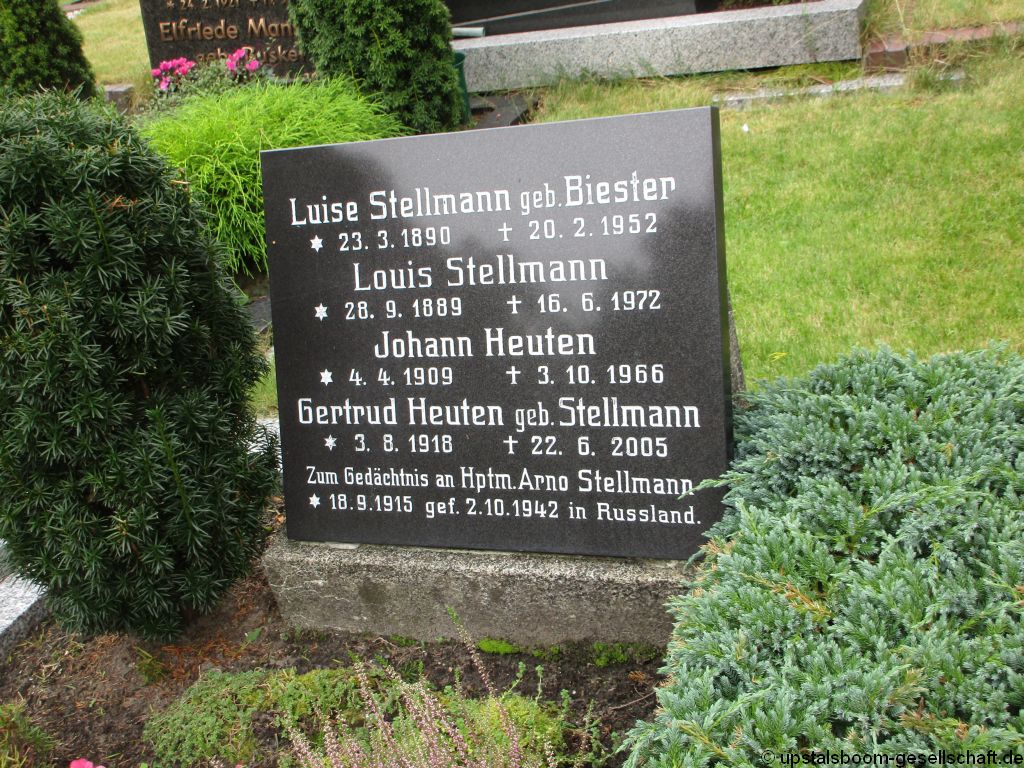 Elfriede
Luise Stellmann geb. Biester
* 23. 3. 1890 † 20. 2. 1952
Louis Stellmann
* 28. 9. 1889 † 16. 6. 1972
Johann Heuten
* 4. 4. 1909 † 3. 10. 1966
Gertrud Heuten geb. Stellmann
* 3. 8. 1918 † 22. 6. 2005
Zum Gedächtnis an Hptm. Arno Stellmann
* 18.9.1915 gef. 2.10.1942 in Russland.
© upstalsboom-gesellschaft.de